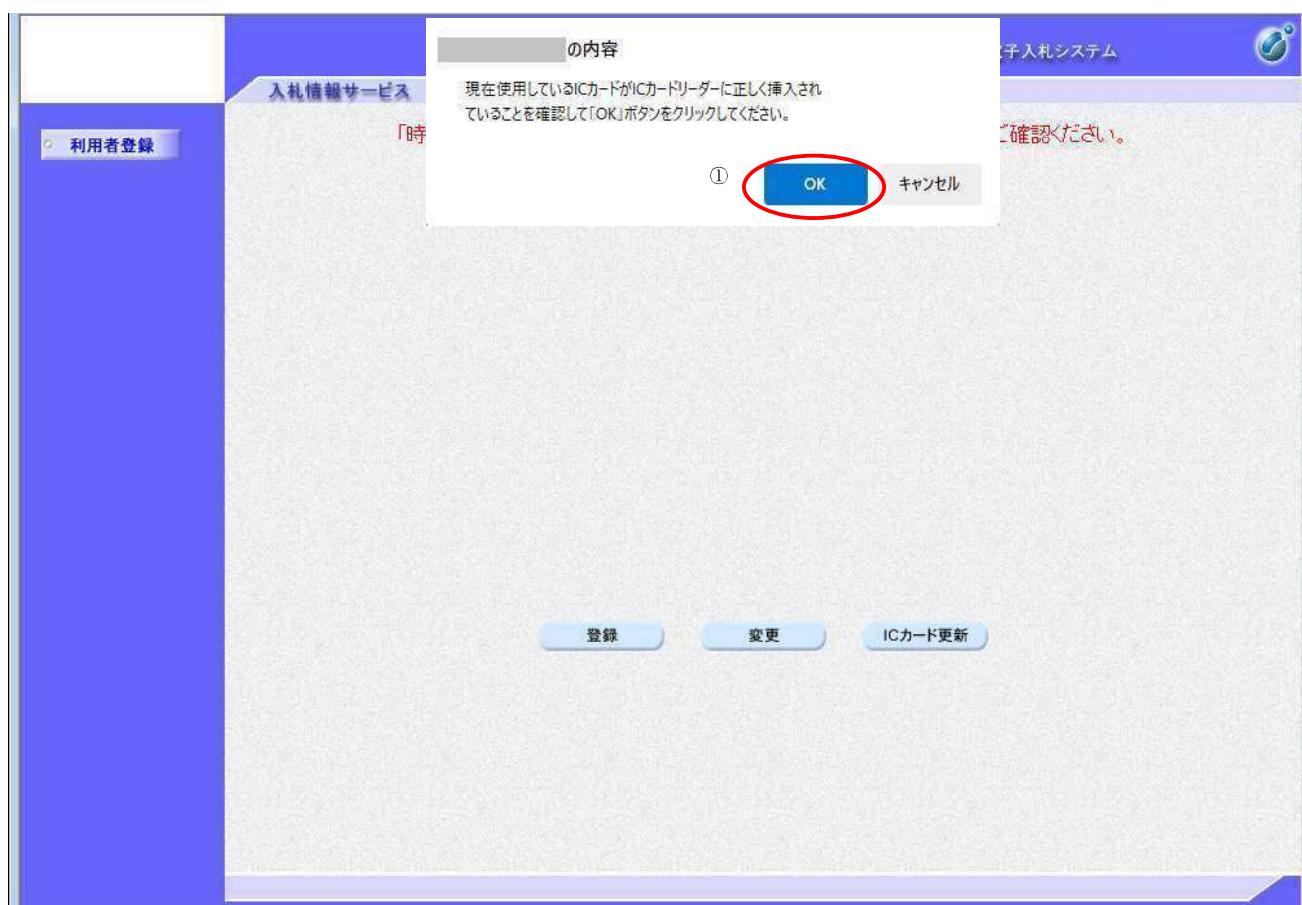 の内容
子入札システム
入札情報サービス
現在使用しているICカードがICカードリーダーに正しく挿入され
ていることを確認して「OK」ボタンをクリックしてください。
利用者登録
「時
ご確認ください。
① OK キャンセル
登録 変更 ICカード更新